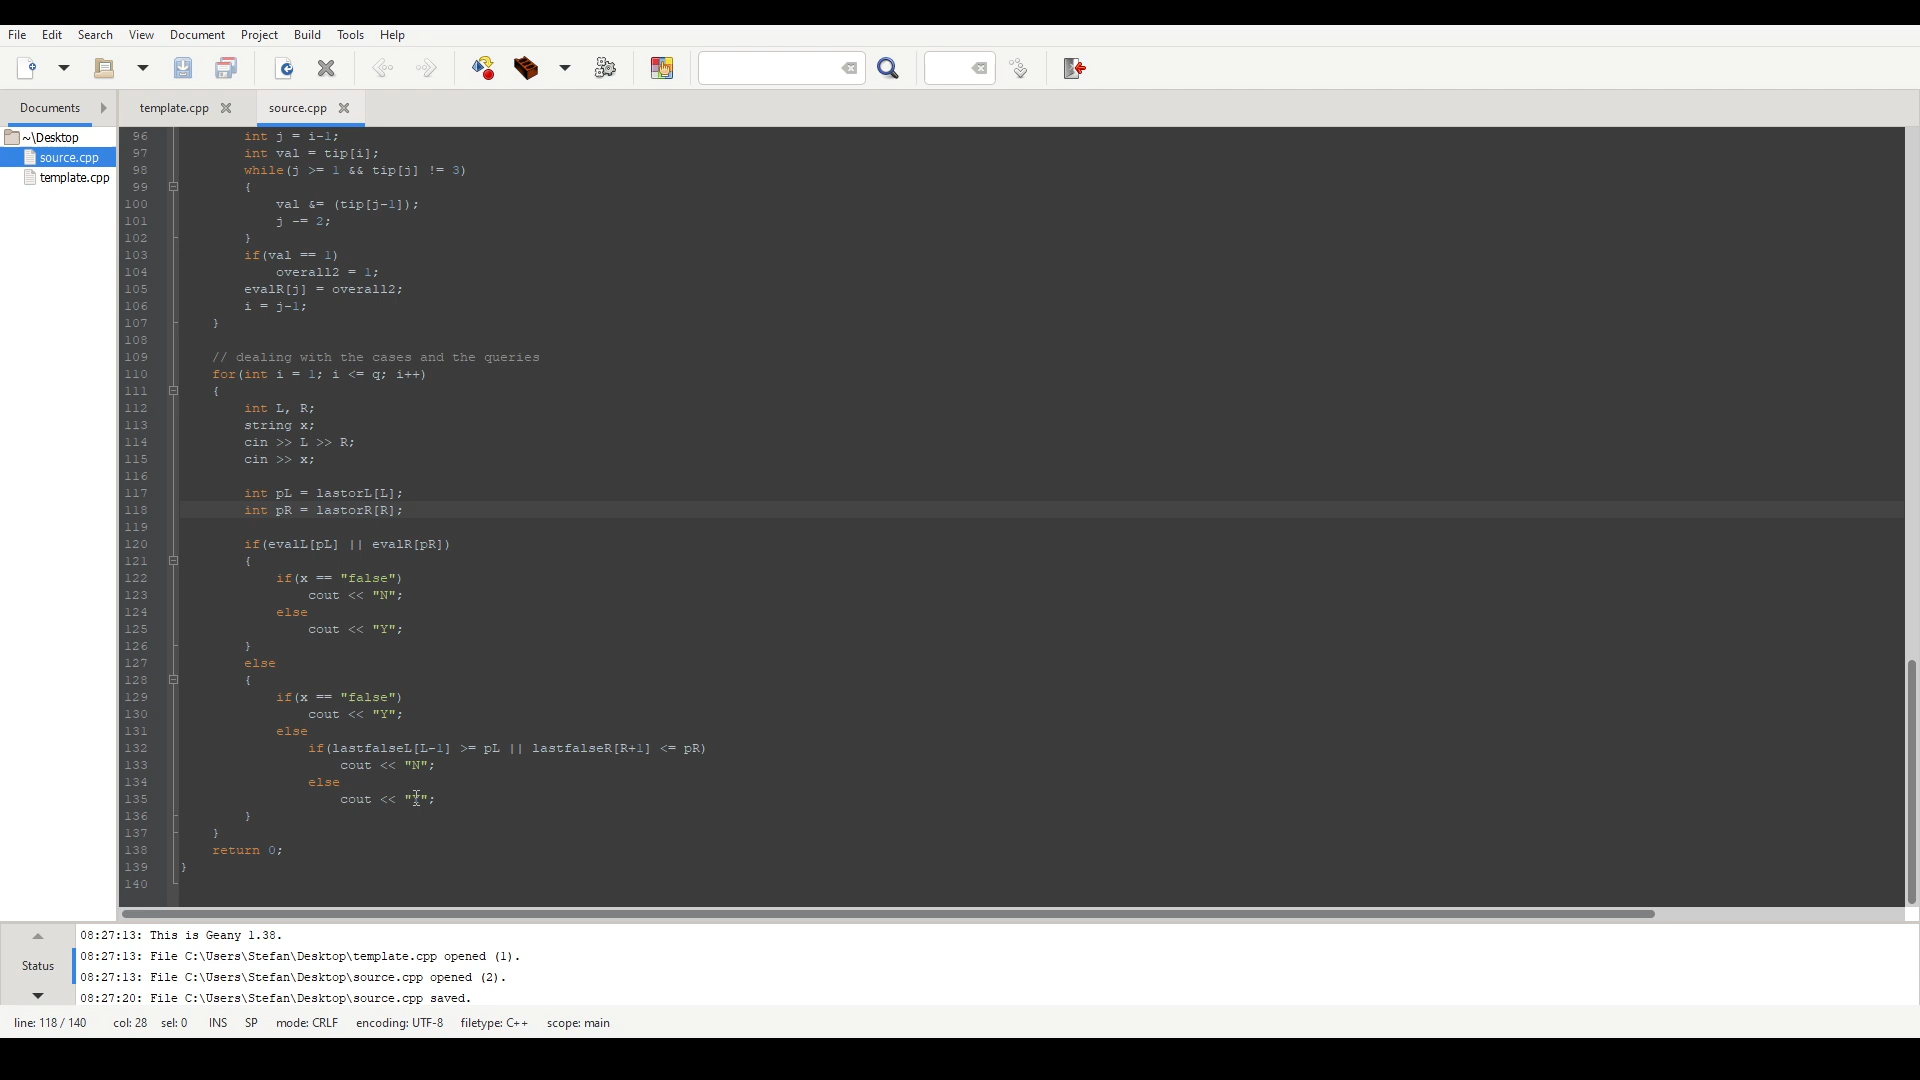 File Edit Search View Document Project Build Tools Help
Documents template.cpp source.cpp
~\Desktop
source.cpp
template.cpp
96 int j = i-1;
97 int val = tip[i];
98 while(j >= 1 && tip[j] != 3)
99 {
100 val &= (tip[j-1]);
101 j -= 2;
102 }
103 if(val == 1)
104 overall2 = 1;
105 evalR[j] = overall2;
106 i = j-1;
107 }
108
109 // dealing with the cases and the queries
110 for(int i = 1; i <= q; i++)
111 {
112 int L, R;
113 string x;
114 cin >> L >> R;
115 cin >> x;
116
117 int pL = lastorL[L];
118 int pR = lastorR[R];
119
120 if(evalL[pL] || evalR[pR])
121 {
122 if(x == "false")
123 cout << "N";
124 else
125 cout << "Y";
126 }
127 else
128 {
129 if(x == "false")
130 cout << "Y";
131 else
132 if(lastfalseL[L-1] >= pL || lastfalseR[R+1] <= pR)
133 cout << "N";
134 else
135 cout << "Y";
136 }
137 }
138 return 0;
139 }
140
08:27:13: This is Geany 1.38.
08:27:13: File C:\Users\Stefan\Desktop\template.cpp opened (1).
Status
08:27:13: File C:\Users\Stefan\Desktop\source.cpp opened (2).
08:27:20: File C:\Users\Stefan\Desktop\source.cpp saved.
line: 118 / 140 col: 28 sel: 0 INS SP mode: CRLF encoding: UTF-8 filetype: C++ scope: main